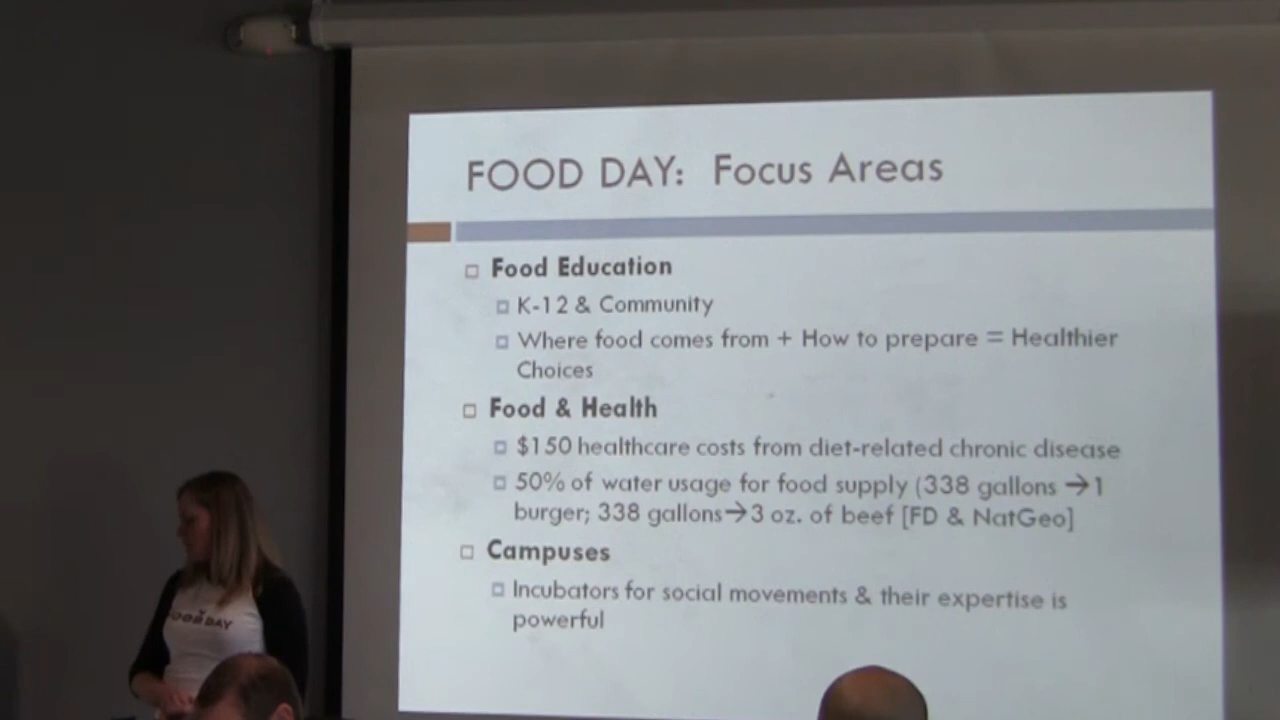 FOOD DAY: Focus Areas
Food Education
K-12 & Community
Where food comes from + How to prepare = Healthier
Choices
Food & Health
$150 healthcare costs from diet-related chronic disease
50% of water usage for food supply (338 gallons →1
burger; 338 gallons→3 oz. of beef [FD & NatGeo]
Campuses
Incubators for social movements & their expertise is
powerful
FOOD DAY